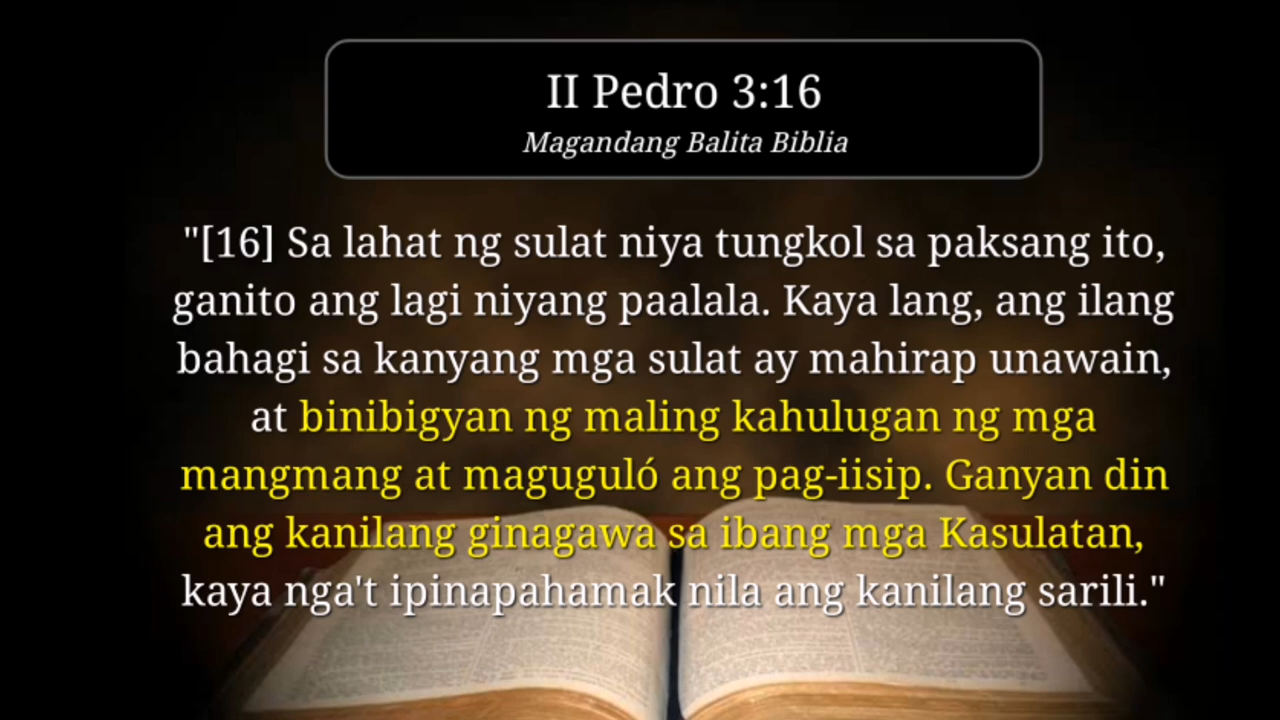 II Pedro 3:16
Magandang Balita Biblia
"[16] Sa lahat ng sulat niya tungkol sa paksang ito,
ganito ang lagi niyang paalala. Kaya lang, ang ilang
bahagi sa kanyang mga sulat ay mahirap unawain,
at binibigyan ng maling kahulugan ng mga
mangmang at maguguló ang pag-iisip. Ganyan din
ang kanilang ginagawa sa ibang mga Kasulatan,
kaya nga't ipinapahamak nila ang kanilang sarili."